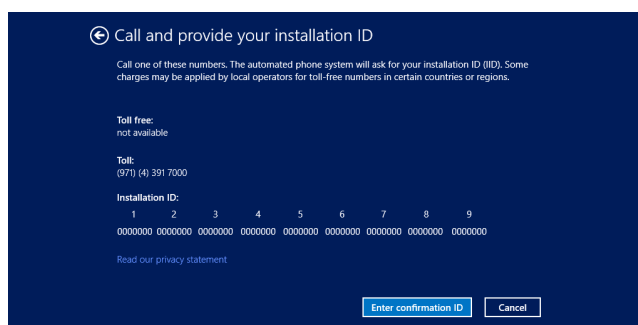 Call and provide your installation ID
Call one of these numbers. The automated phone system will ask for your installation ID (IID). Some
charges may be applied by local operators for toll-free numbers in certain countries or regions.
Toll free:
not available
Toll:
(971) (4) 391 7000
Installation ID:
1 2 3 4 5 6 7 8 9
0000000 0000000 0000000 0000000 0000000 0000000 0000000 0000000 0000000
Read our privacy statement
Enter confirmation ID Cancel